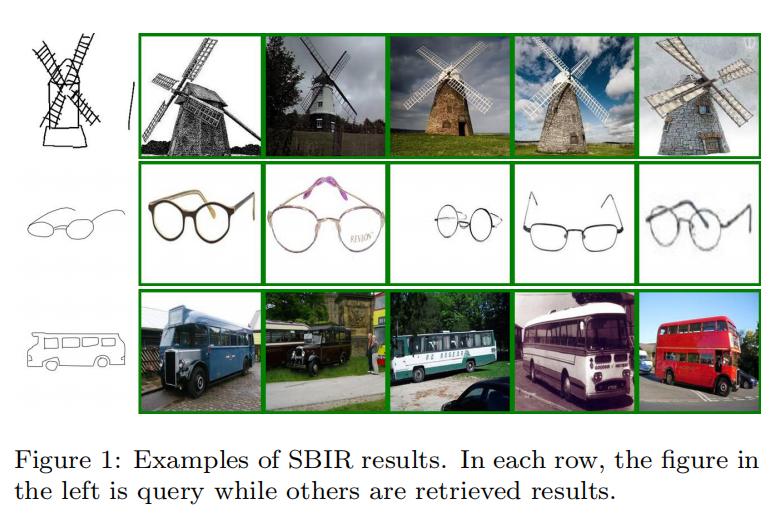 REVLON
Figure 1: Examples of SBIR results. In each row, the figure in
the left is query while others are retrieved results.